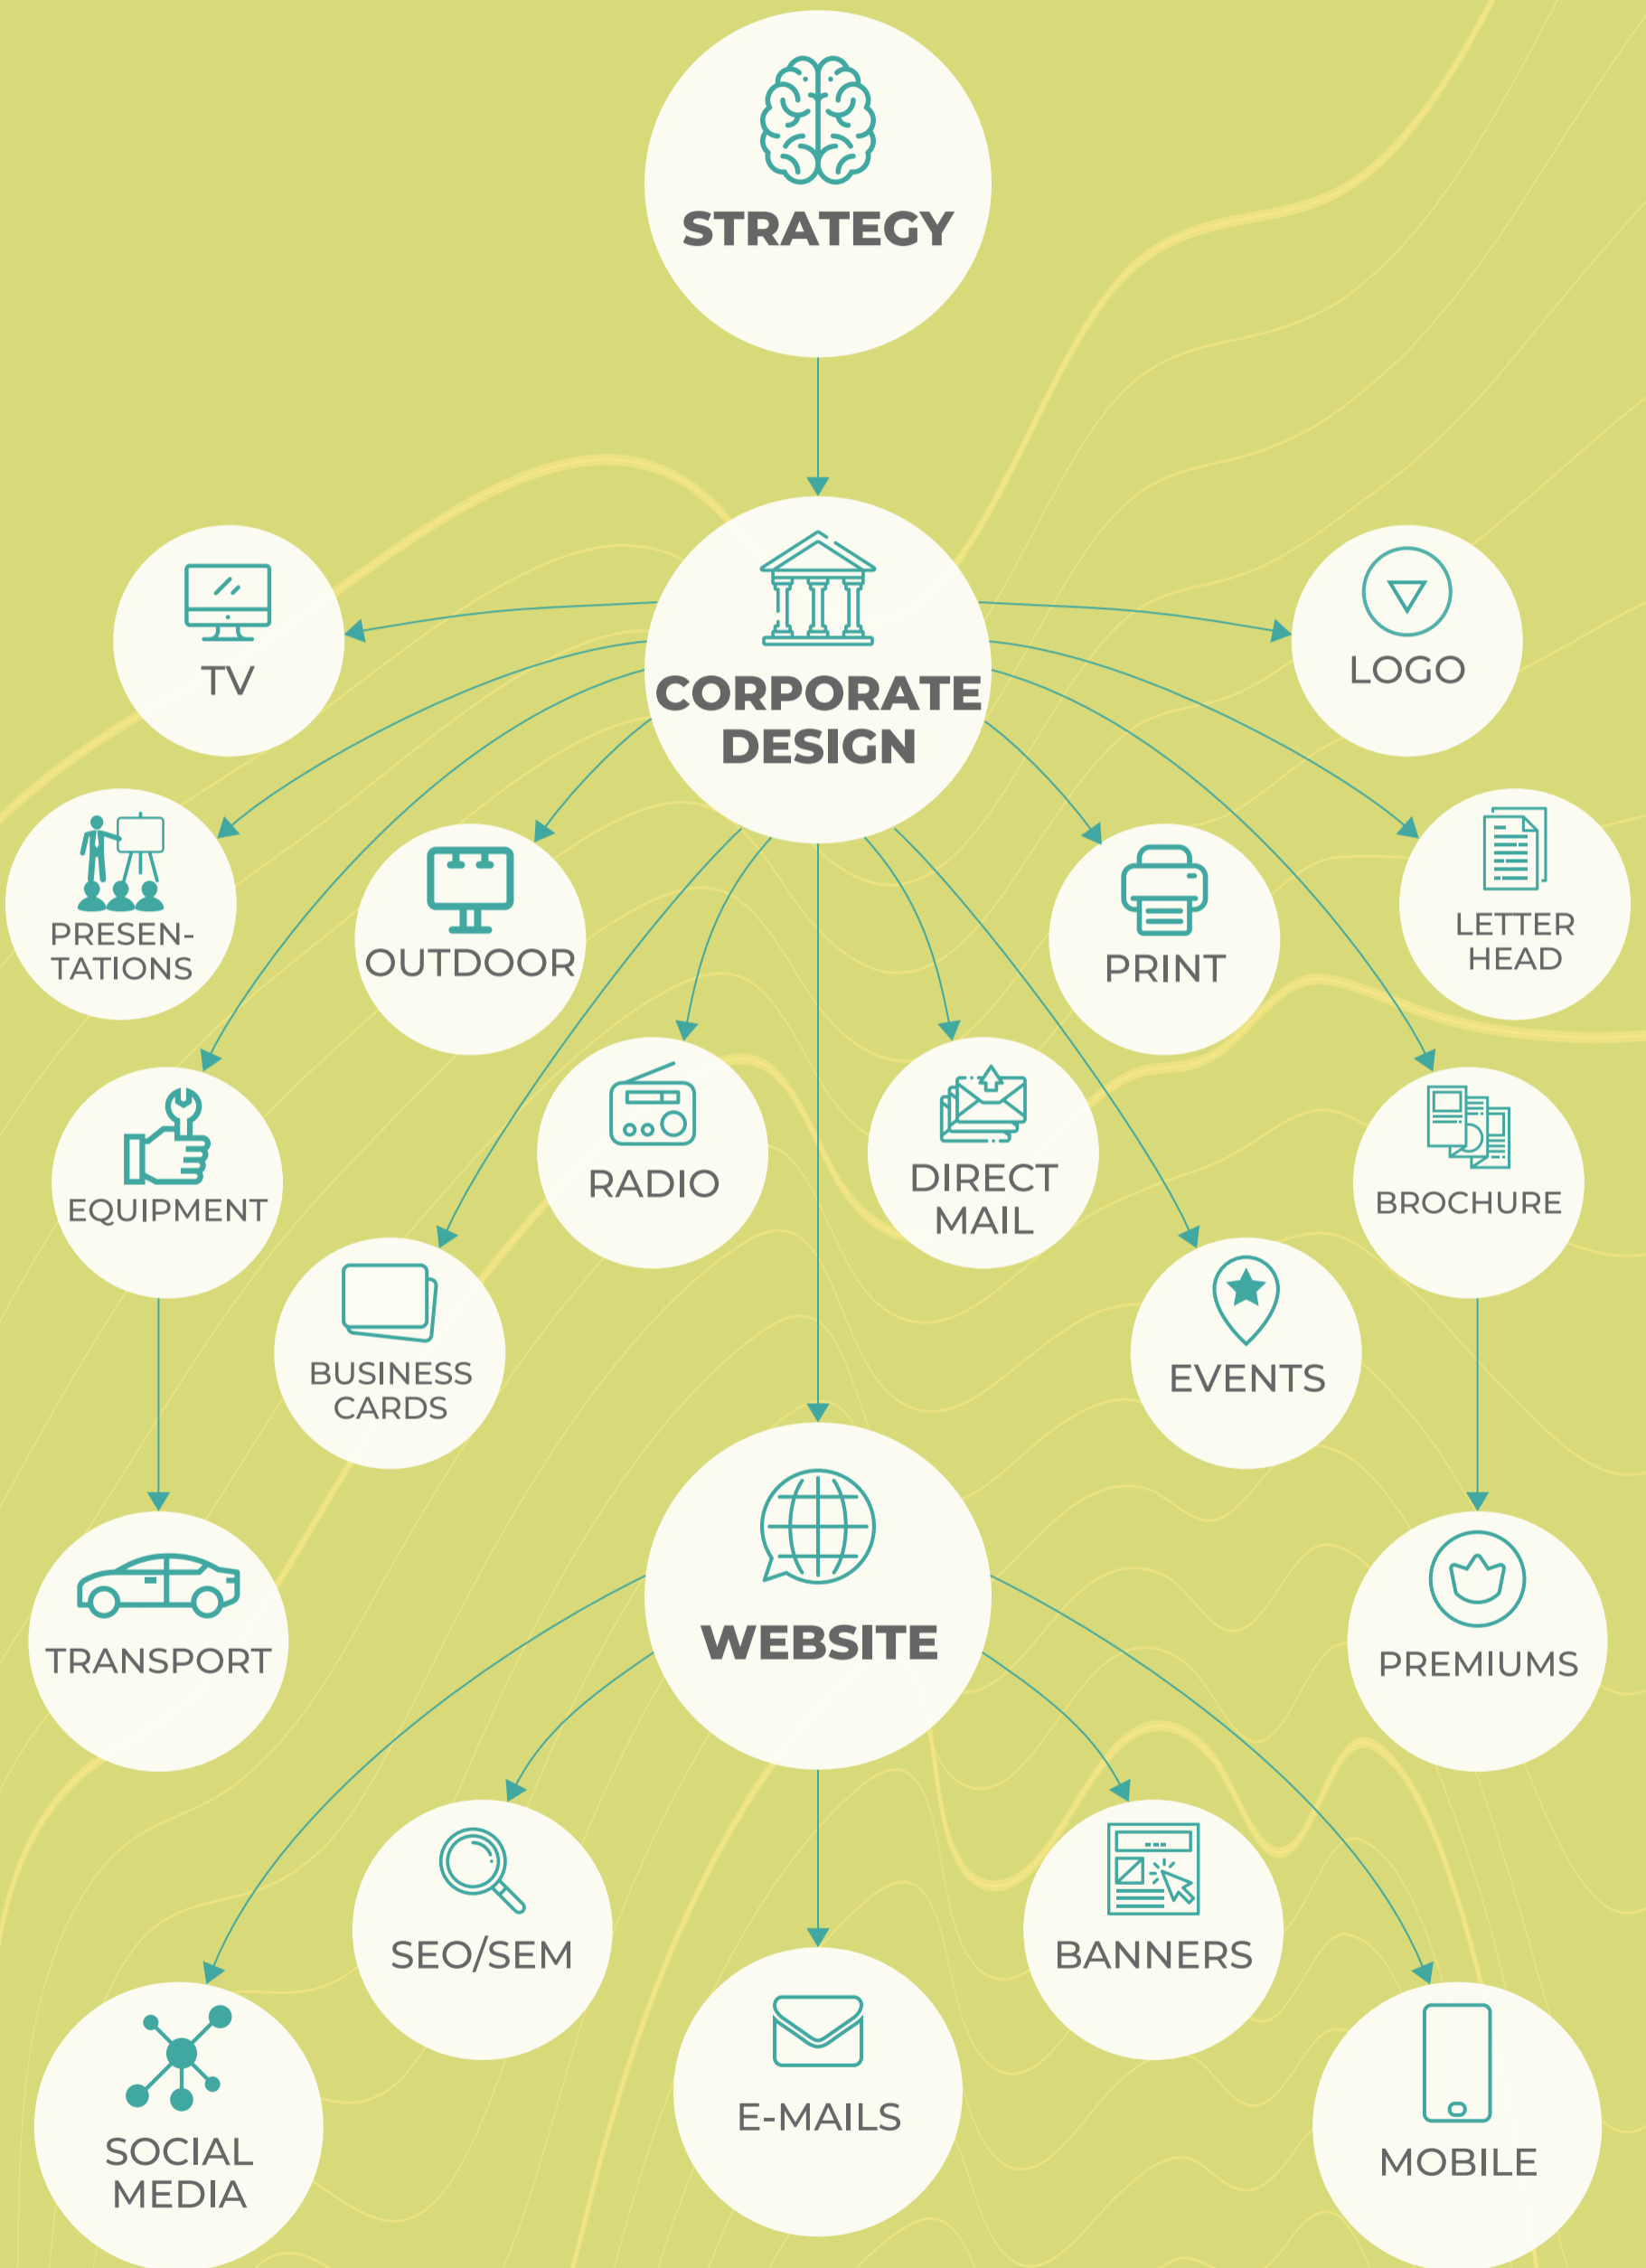 STRATEGY
CORPORATE
DESIGN
TV
LOGO
PRESEN-
TATIONS
OUTDOOR
PRINT
LETTER
HEAD
EQUIPMENT
RADIO
DIRECT
MAIL
BROCHURE
BUSINESS
CARDS
EVENTS
WEBSITE
TRANSPORT
PREMIUMS
SEO/SEM
BANNERS
E-MAILS
SOCIAL
MEDIA
MOBILE